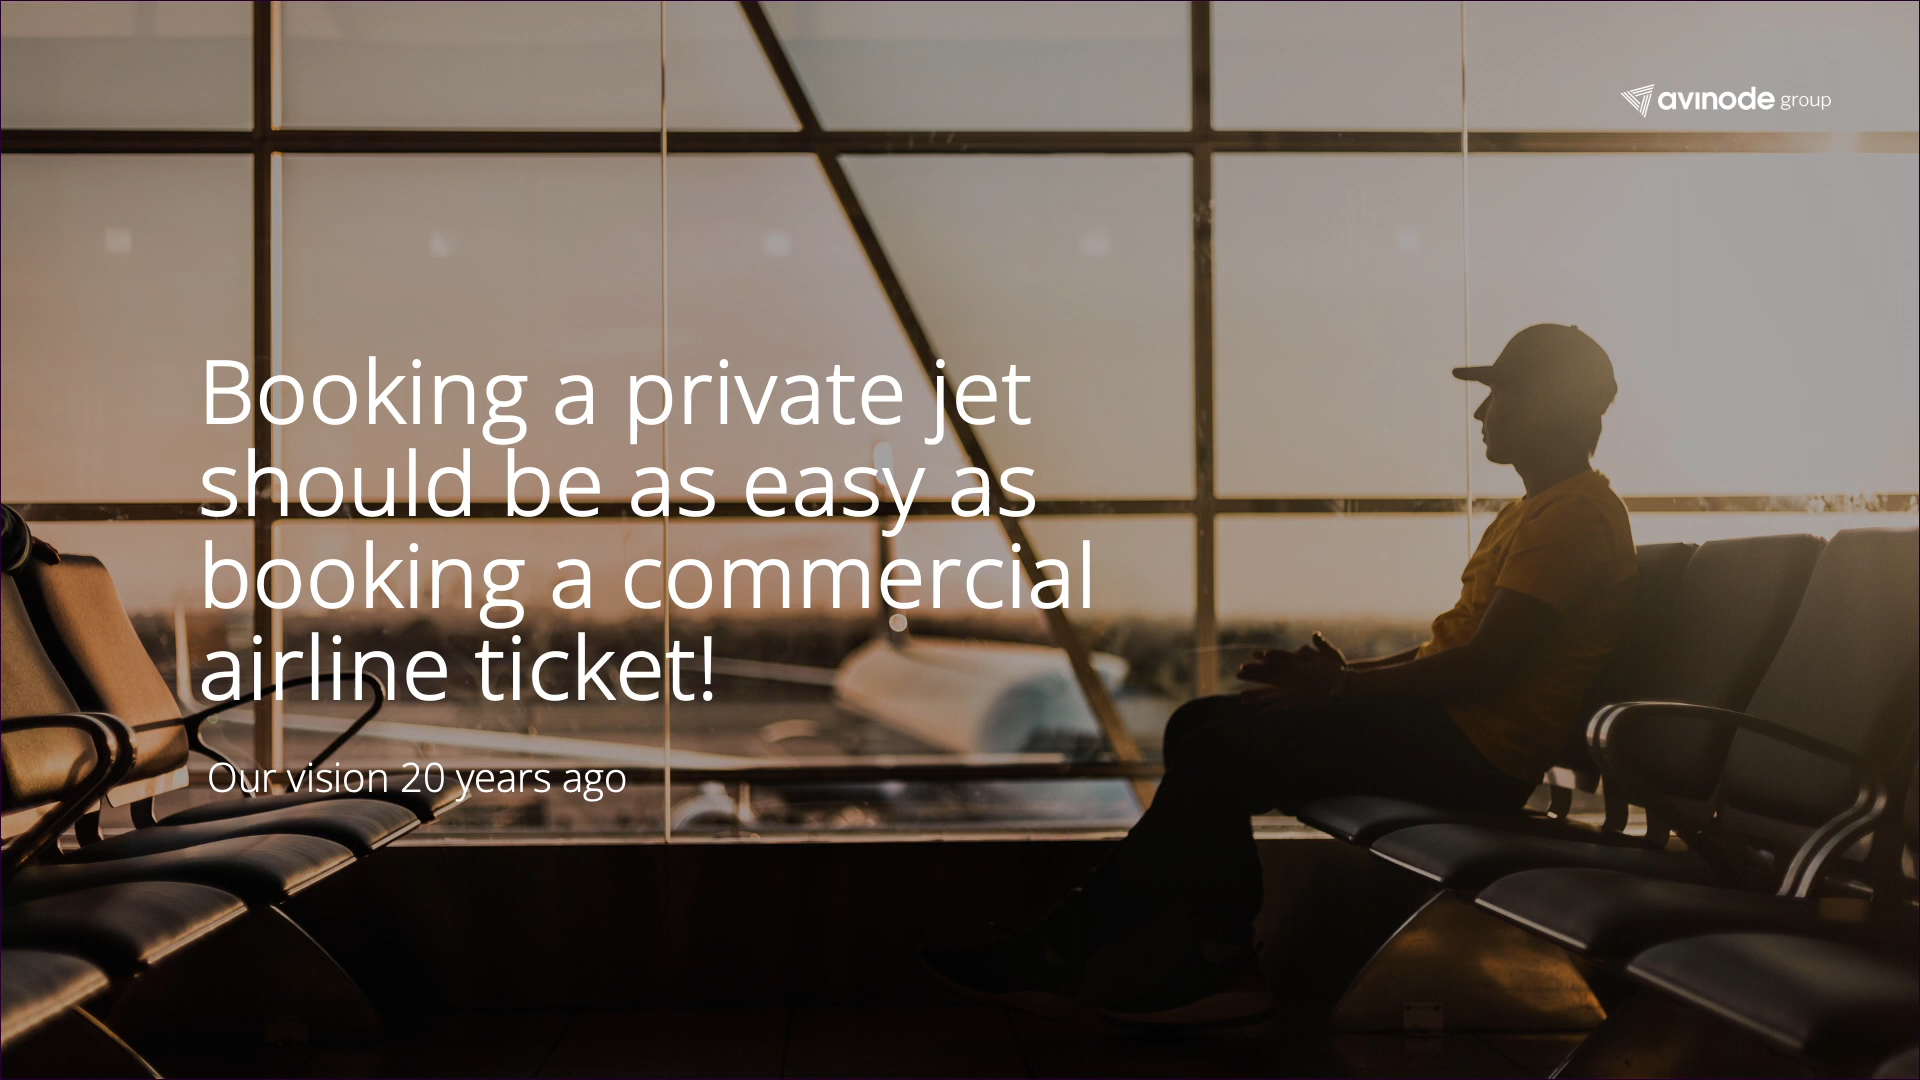 avinode group
Booking a private jet
should be as easy as
booking a commercial
airline ticket!
Our vision 20 years ago